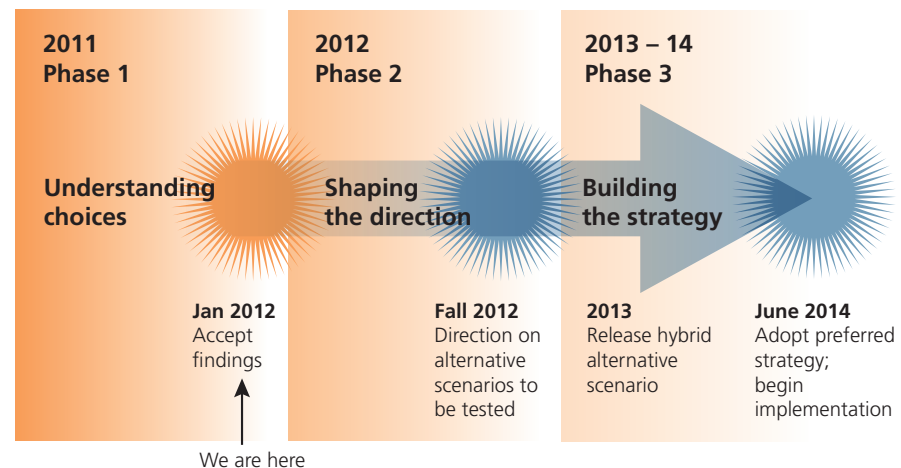 2011
Phase 1
2012
Phase 2
2013 – 14
Phase 3
Understanding
choices
Shaping
the direction
Building
the strategy
Jan 2012
Accept
findings
Fall 2012
Direction on
alternative
scenarios to
be tested
2013
Release hybrid
alternative
scenario
June 2014
Adopt preferred
strategy;
begin
implementation
We are here